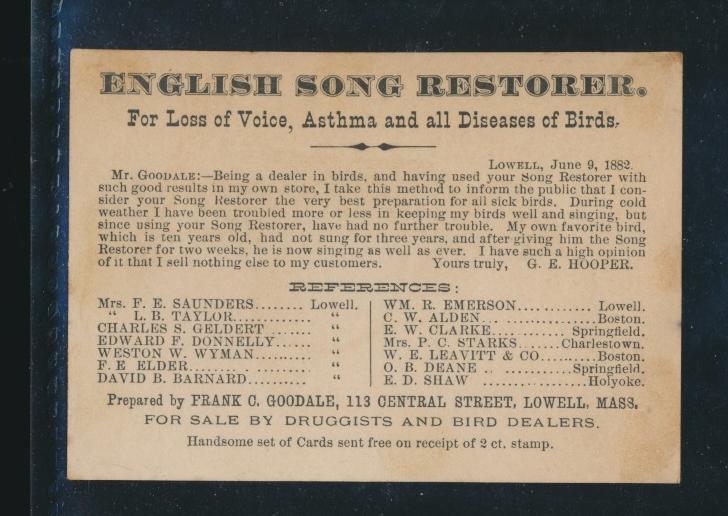 ENGLISH SONG RESTORER.
For Loss of Voice, Asthma and all Diseases of Birds.
LOWELL, June 9, 1882.
MR. GOODALE:—Being a dealer in birds, and having used your Song Restorer with
such good results in my own store, I take this method to inform the public that I con-
sider your Song Restorer the very best preparation for all sick birds. During cold
weather I have been troubled more or less in keeping my birds well and singing, but
since using your Song Restorer, have had no further trouble. My own favorite bird,
which is ten years old, had not sung for three years, and after giving him the Song
Restorer for two weeks, he is now singing as well as ever. I have such a high opinion
of it that I sell nothing else to my customers. Yours truly, G. E. HOOPER.
REFERENCES:
Mrs. F. E. SAUNDERS........ Lowell.
“ L. B. TAYLOR............. “
CHARLES S. GELDERT ....... “
EDWARD F. DONNELLY...... “
WESTON W. WYMAN......... “
F. E ELDER........ .......... “
DAVID B. BARNARD.......... “
WM. R. EMERSON............ Lowell.
C. W. ALDEN .. ..............Boston.
E. W. CLARKE............ Springfield.
Mrs. P. C. STARKS ......Charlestown.
W. E. LEAVITT & CO.........Boston.
O. B. DEANE .. .............Springfield.
E. D. SHAW ..................Holyoke.
Prepared by FRANK C. GOODALE, 113 CENTRAL STREET, LOWELL, MASS.
FOR SALE BY DRUGGISTS AND BIRD DEALERS.
Handsome set of Cards sent free on receipt of 2 ct. stamp.